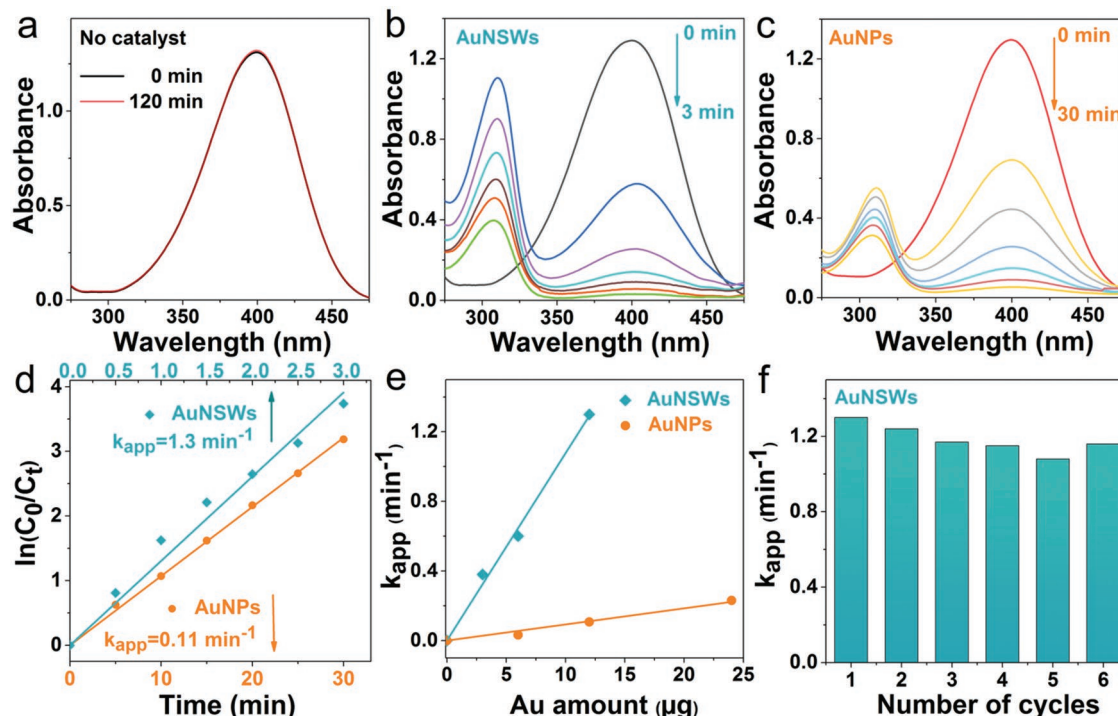 a
No catalyst
0 min
120 min
Absorbance
1.2
0.6
0.0
300 350 400 450
Wavelength (nm)
b
AuNSWs
0 min
3 min
Absorbance
1.2
0.8
0.4
0.0
300 350 400 450
Wavelength (nm)
c
AuNPs
0 min
30 min
Absorbance
1.2
0.8
0.4
0.0
300 350 400 450
Wavelength (nm)
d
0.0 0.5 1.0 1.5 2.0 2.5 3.0
AuNSWs
kapp=1.3 min-1
AuNPs
kapp=0.11 min-1
ln(C0/Ct)
4
3
2
1
0
0 10 20 30
Time (min)
e
AuNSWs
AuNPs
kapp (min-1)
1.2
0.8
0.4
0.0
0 5 10 15 20 25
Au amount (μg)
f
AuNSWs
kapp (min-1)
1.6
1.2
0.8
0.4
0.0
1 2 3 4 5 6
Number of cycles